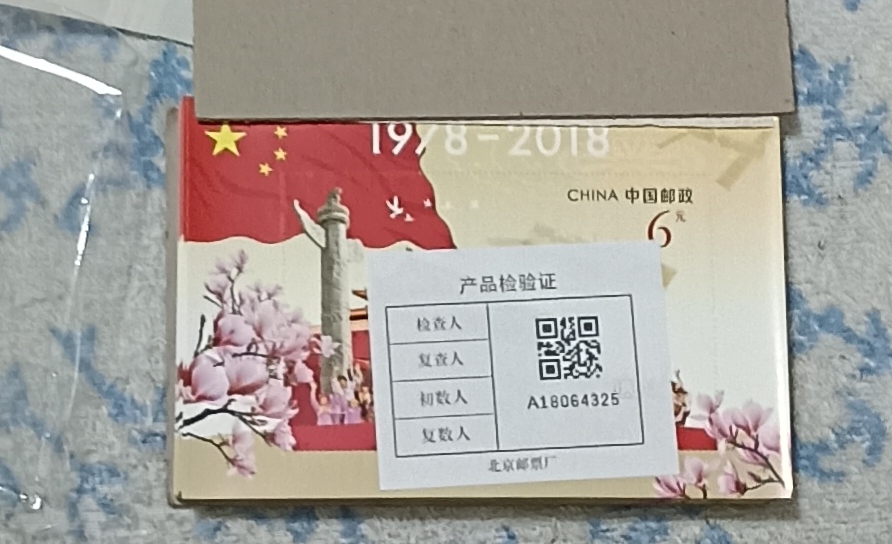 1978-2018
CHINA 中国邮政
6元
产品检验证
检查人
复查人
初数人
复数人
A18064325
北京邮票厂